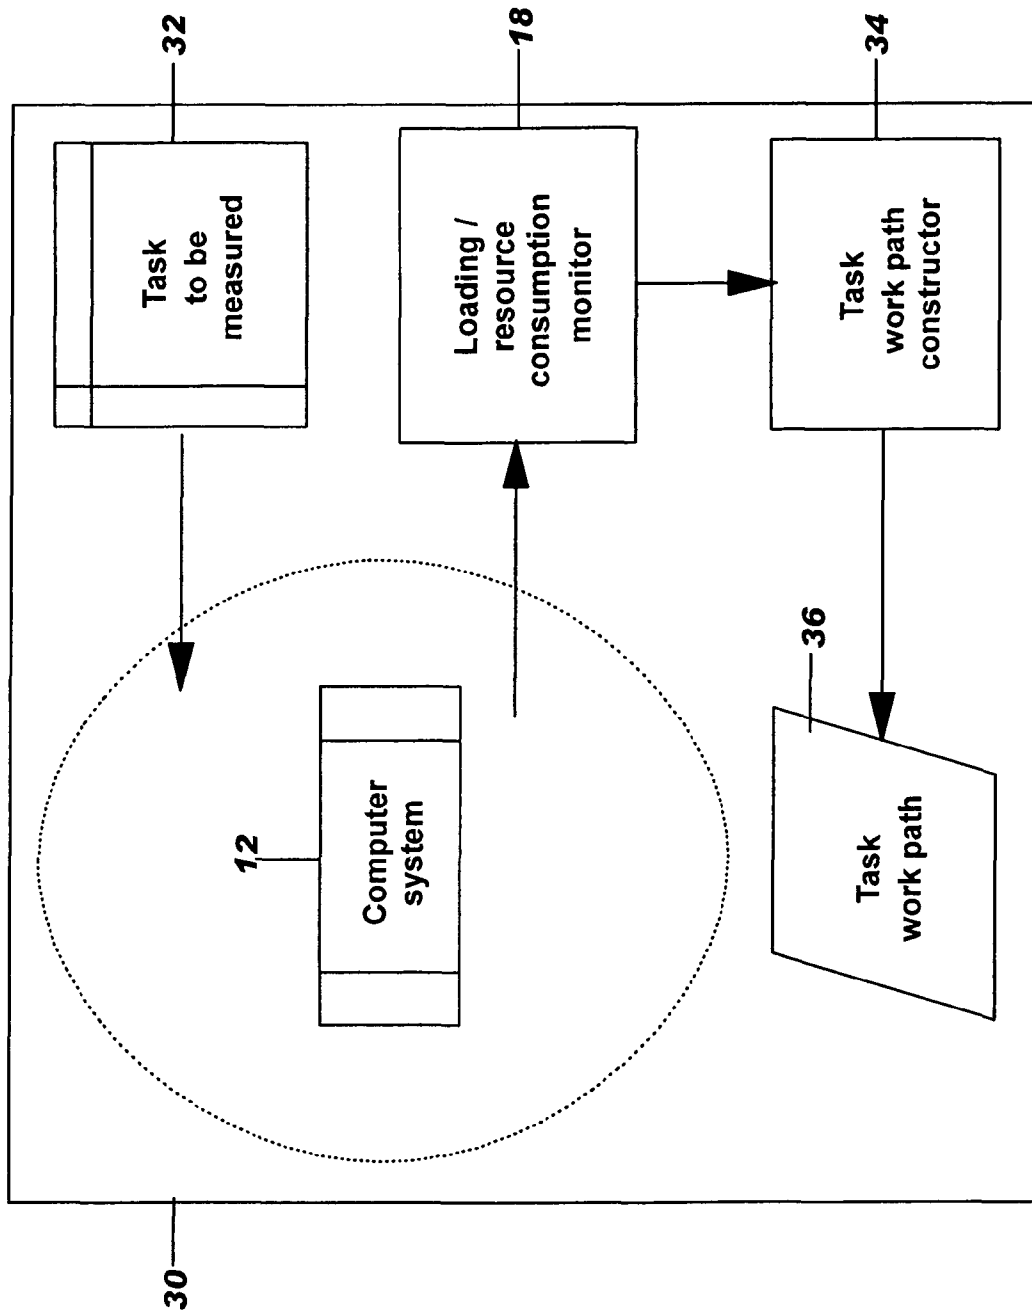 30
32
Task
to be
measured
12
Computer
system
18
Loading /
resource
consumption
monitor
36
Task
work path
34
Task
work path
constructor